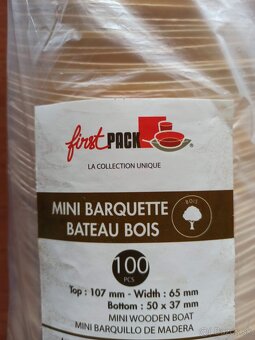 first PACK
LA COLLECTION UNIQUE
MINI BARQUETTE
BATEAU BOIS
BOIS
100
PCS
Top : 107 mm - Width : 65 mm
Bottom : 50 x 37 mm
MINI WOODEN BOAT
MINI BARQUILLO DE MADERA